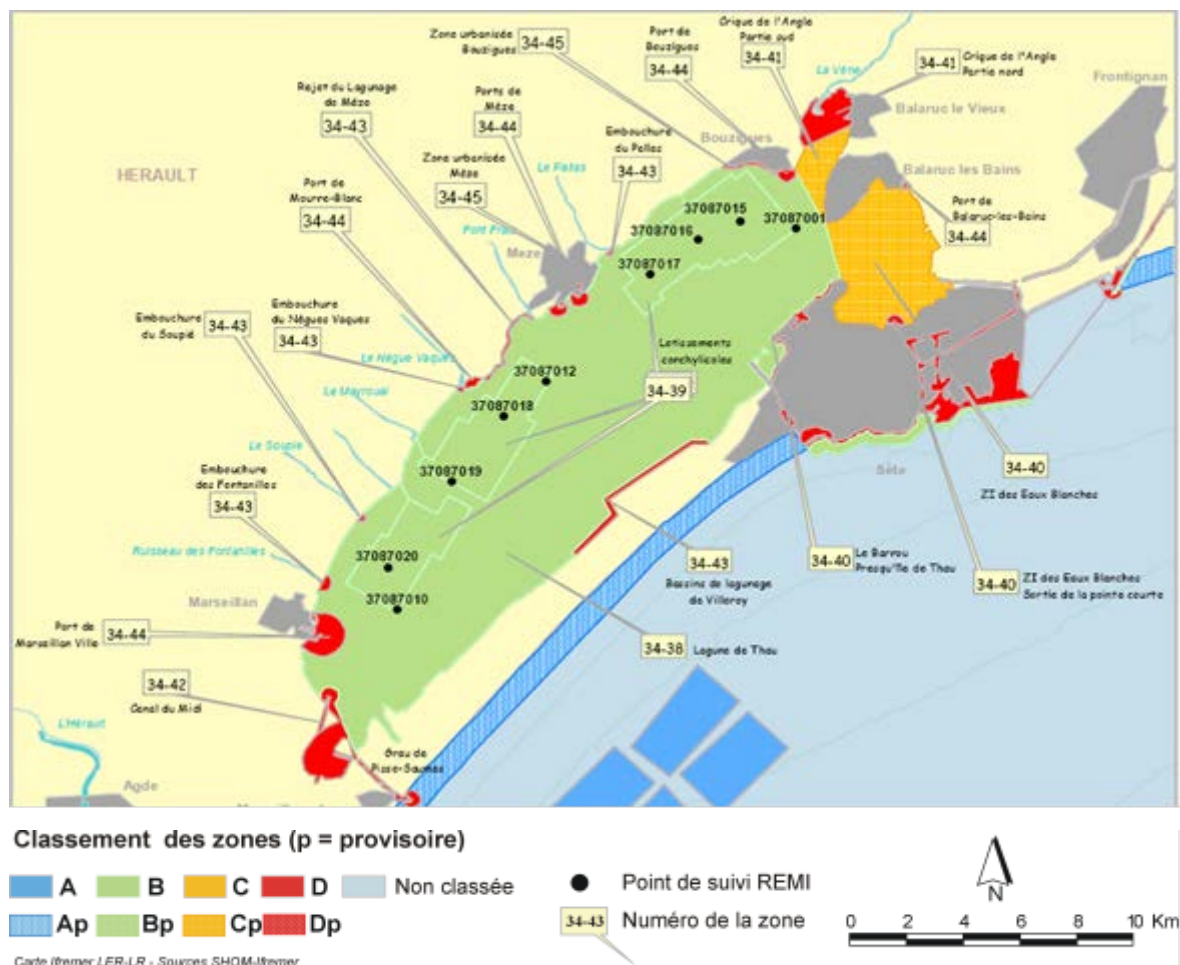 Zone urbanisée
Bouzigues
34-45
Port de
Bouzigues
34-44
Crique de l'Angle
Partie sud
34-41
La Vène
34-41
Crique de l'Angle
Partie nord
Frontignan
Rejet du Lagunage
de Mèze
34-43
Ports de
Mèze
34-44
Balaruc le Vieux
Bouzigues
Embouchure
du Pallas
34-43
HERAULT
Zone urbanisée
Mèze
34-45
Le Pallas
Balaruc les Bains
Port de
Mourre-Blanc
34-44
Port de
Balaruc-les-Bains
34-44
37087015
37087001
37087016
37087017
Meze
Embouchure
du Soupié
34-43
Embouchure
du Nègues Vaques
34-43
Lotissements
conchylicoles
34-39
Le Nègue Vaques
37087012
Le Mayroual
37087018
Le Soupie
37087019
Embouchure
des Fontanilles
34-43
Sète
34-40
ZI des Eaux Blanches
Ruisseau des Fontanilles
37087020
37087010
34-43
Bassins de lagunage
de Villeroy
34-40
Le Barrou
Presqu'île de Thau
34-40
ZI des Eaux Blanches
Sortie de la pointe courte
Marseillan
Port de
Marseillan Ville
34-44
34-38
Lagune de Thau
34-42
Canal du Midi
L'Hérault
Grau de
Pisse-Saumes
Agde
Classement des zones (p = provisoire)
A
B
C
D
Non classée
Ap
Bp
Cp
Dp
Point de suivi REMI
34-43
Numéro de la zone
N
0 2 4 6 8 10 Km
Carte Ifremer LER-LR - Sources SHOM-Ifremer